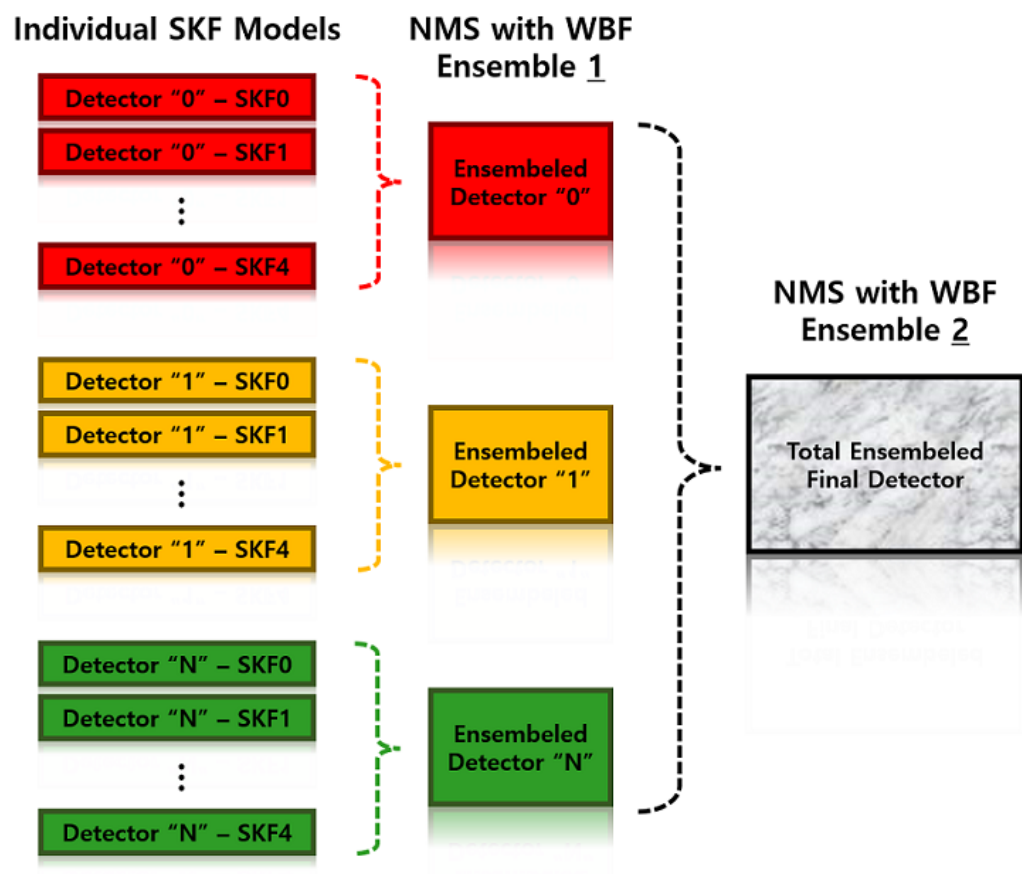 Individual SKF Models
Detector “0” – SKF0
Detector “0” – SKF1
Detector “0” – SKF4
Detector “1” – SKF0
Detector “1” – SKF1
Detector “1” – SKF4
Detector “N” – SKF0
Detector “N” – SKF1
Detector “N” – SKF4
NMS with WBF
Ensemble 1
Ensembeled
Detector “0”
Ensembeled
Detector “1”
Ensembeled
Detector “N”
NMS with WBF
Ensemble 2
Total Ensembeled
Final Detector